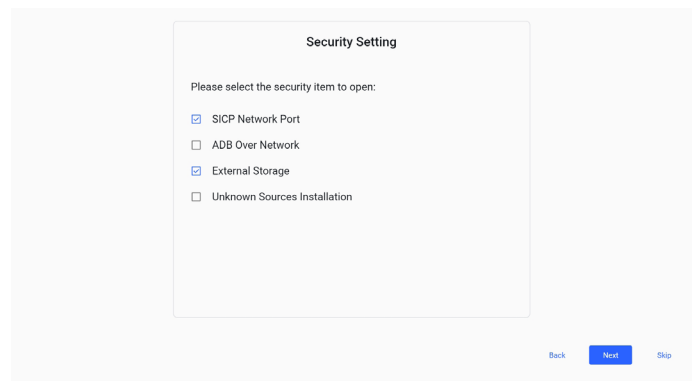 Security Setting
Please select the security item to open:
SICP Network Port
ADB Over Network
External Storage
Unknown Sources Installation
Back Next Skip